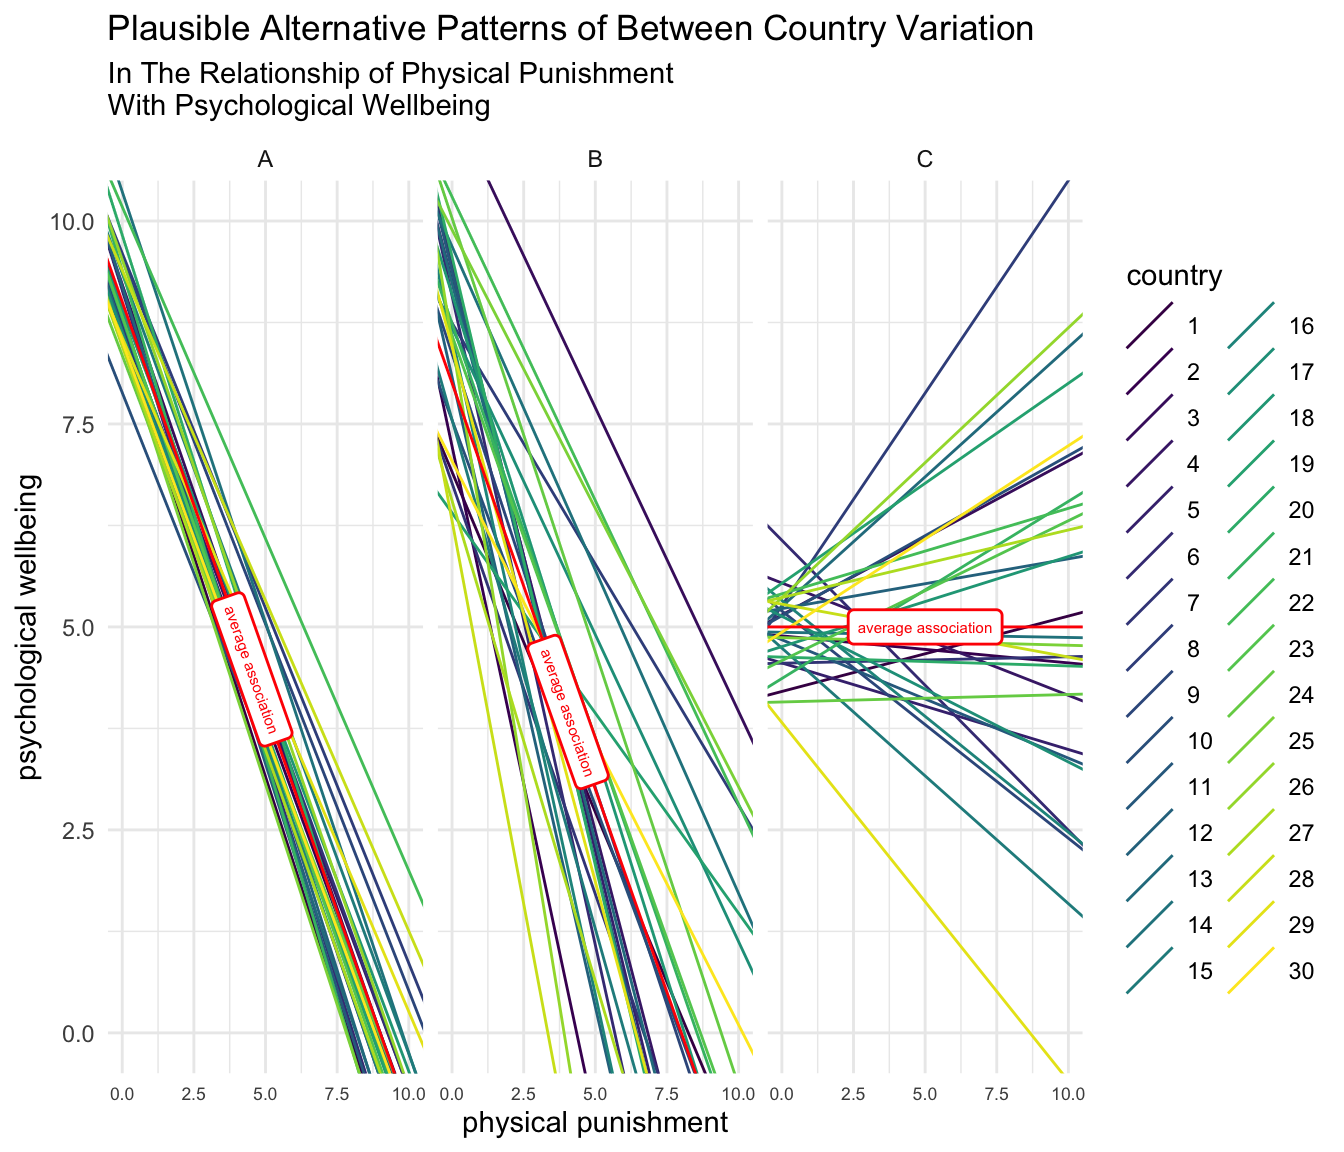 Plausible Alternative Patterns of Between Country Variation
In The Relationship of Physical Punishment
With Psychological Wellbeing
A
B
C
psychological wellbeing
10.0
7.5
5.0
2.5
0.0
average association
average association
average association
0.0 2.5 5.0 7.5 10.0
0.0 2.5 5.0 7.5 10.0
0.0 2.5 5.0 7.5 10.0
physical punishment
country
1
2
3
4
5
6
7
8
9
10
11
12
13
14
15
16
17
18
19
20
21
22
23
24
25
26
27
28
29
30